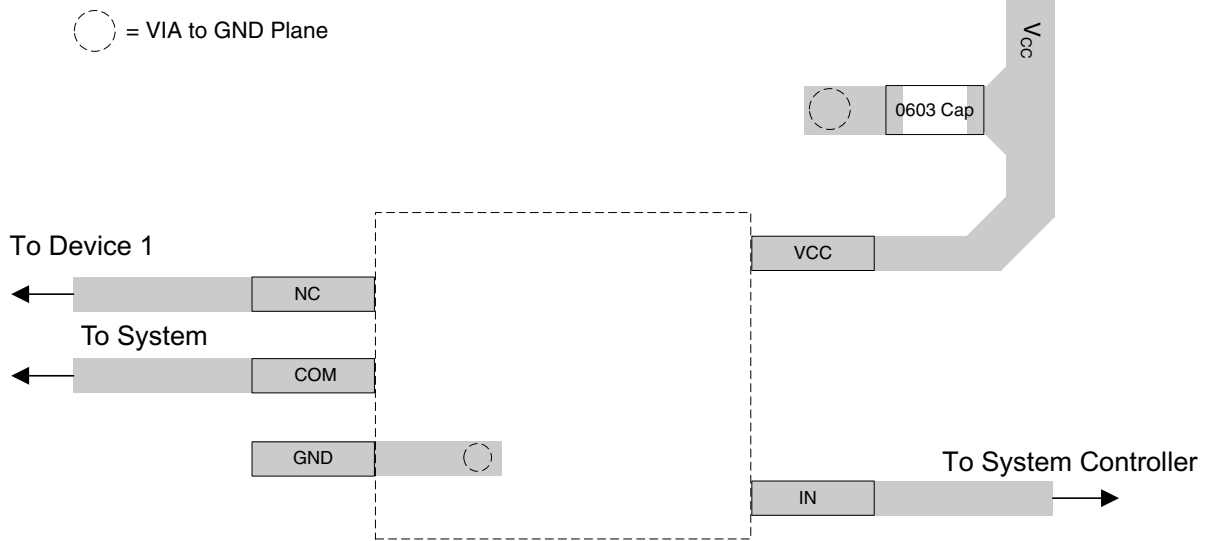 = VIA to GND Plane
VCC
0603 Cap
To Device 1
VCC
NC
To System
COM
GND
To System Controller
IN